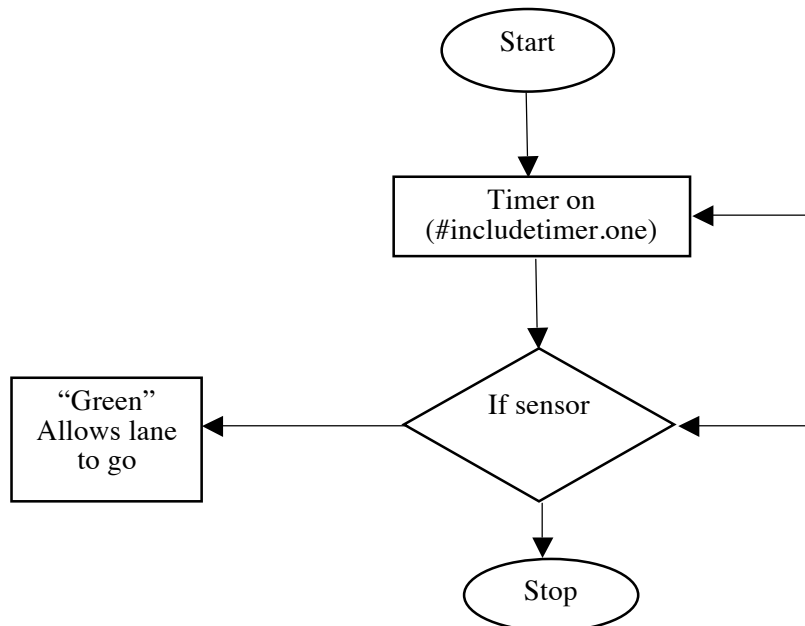 Start
Timer on
(#includetimer.one)
If sensor
“Green”
Allows lane
to go
Stop